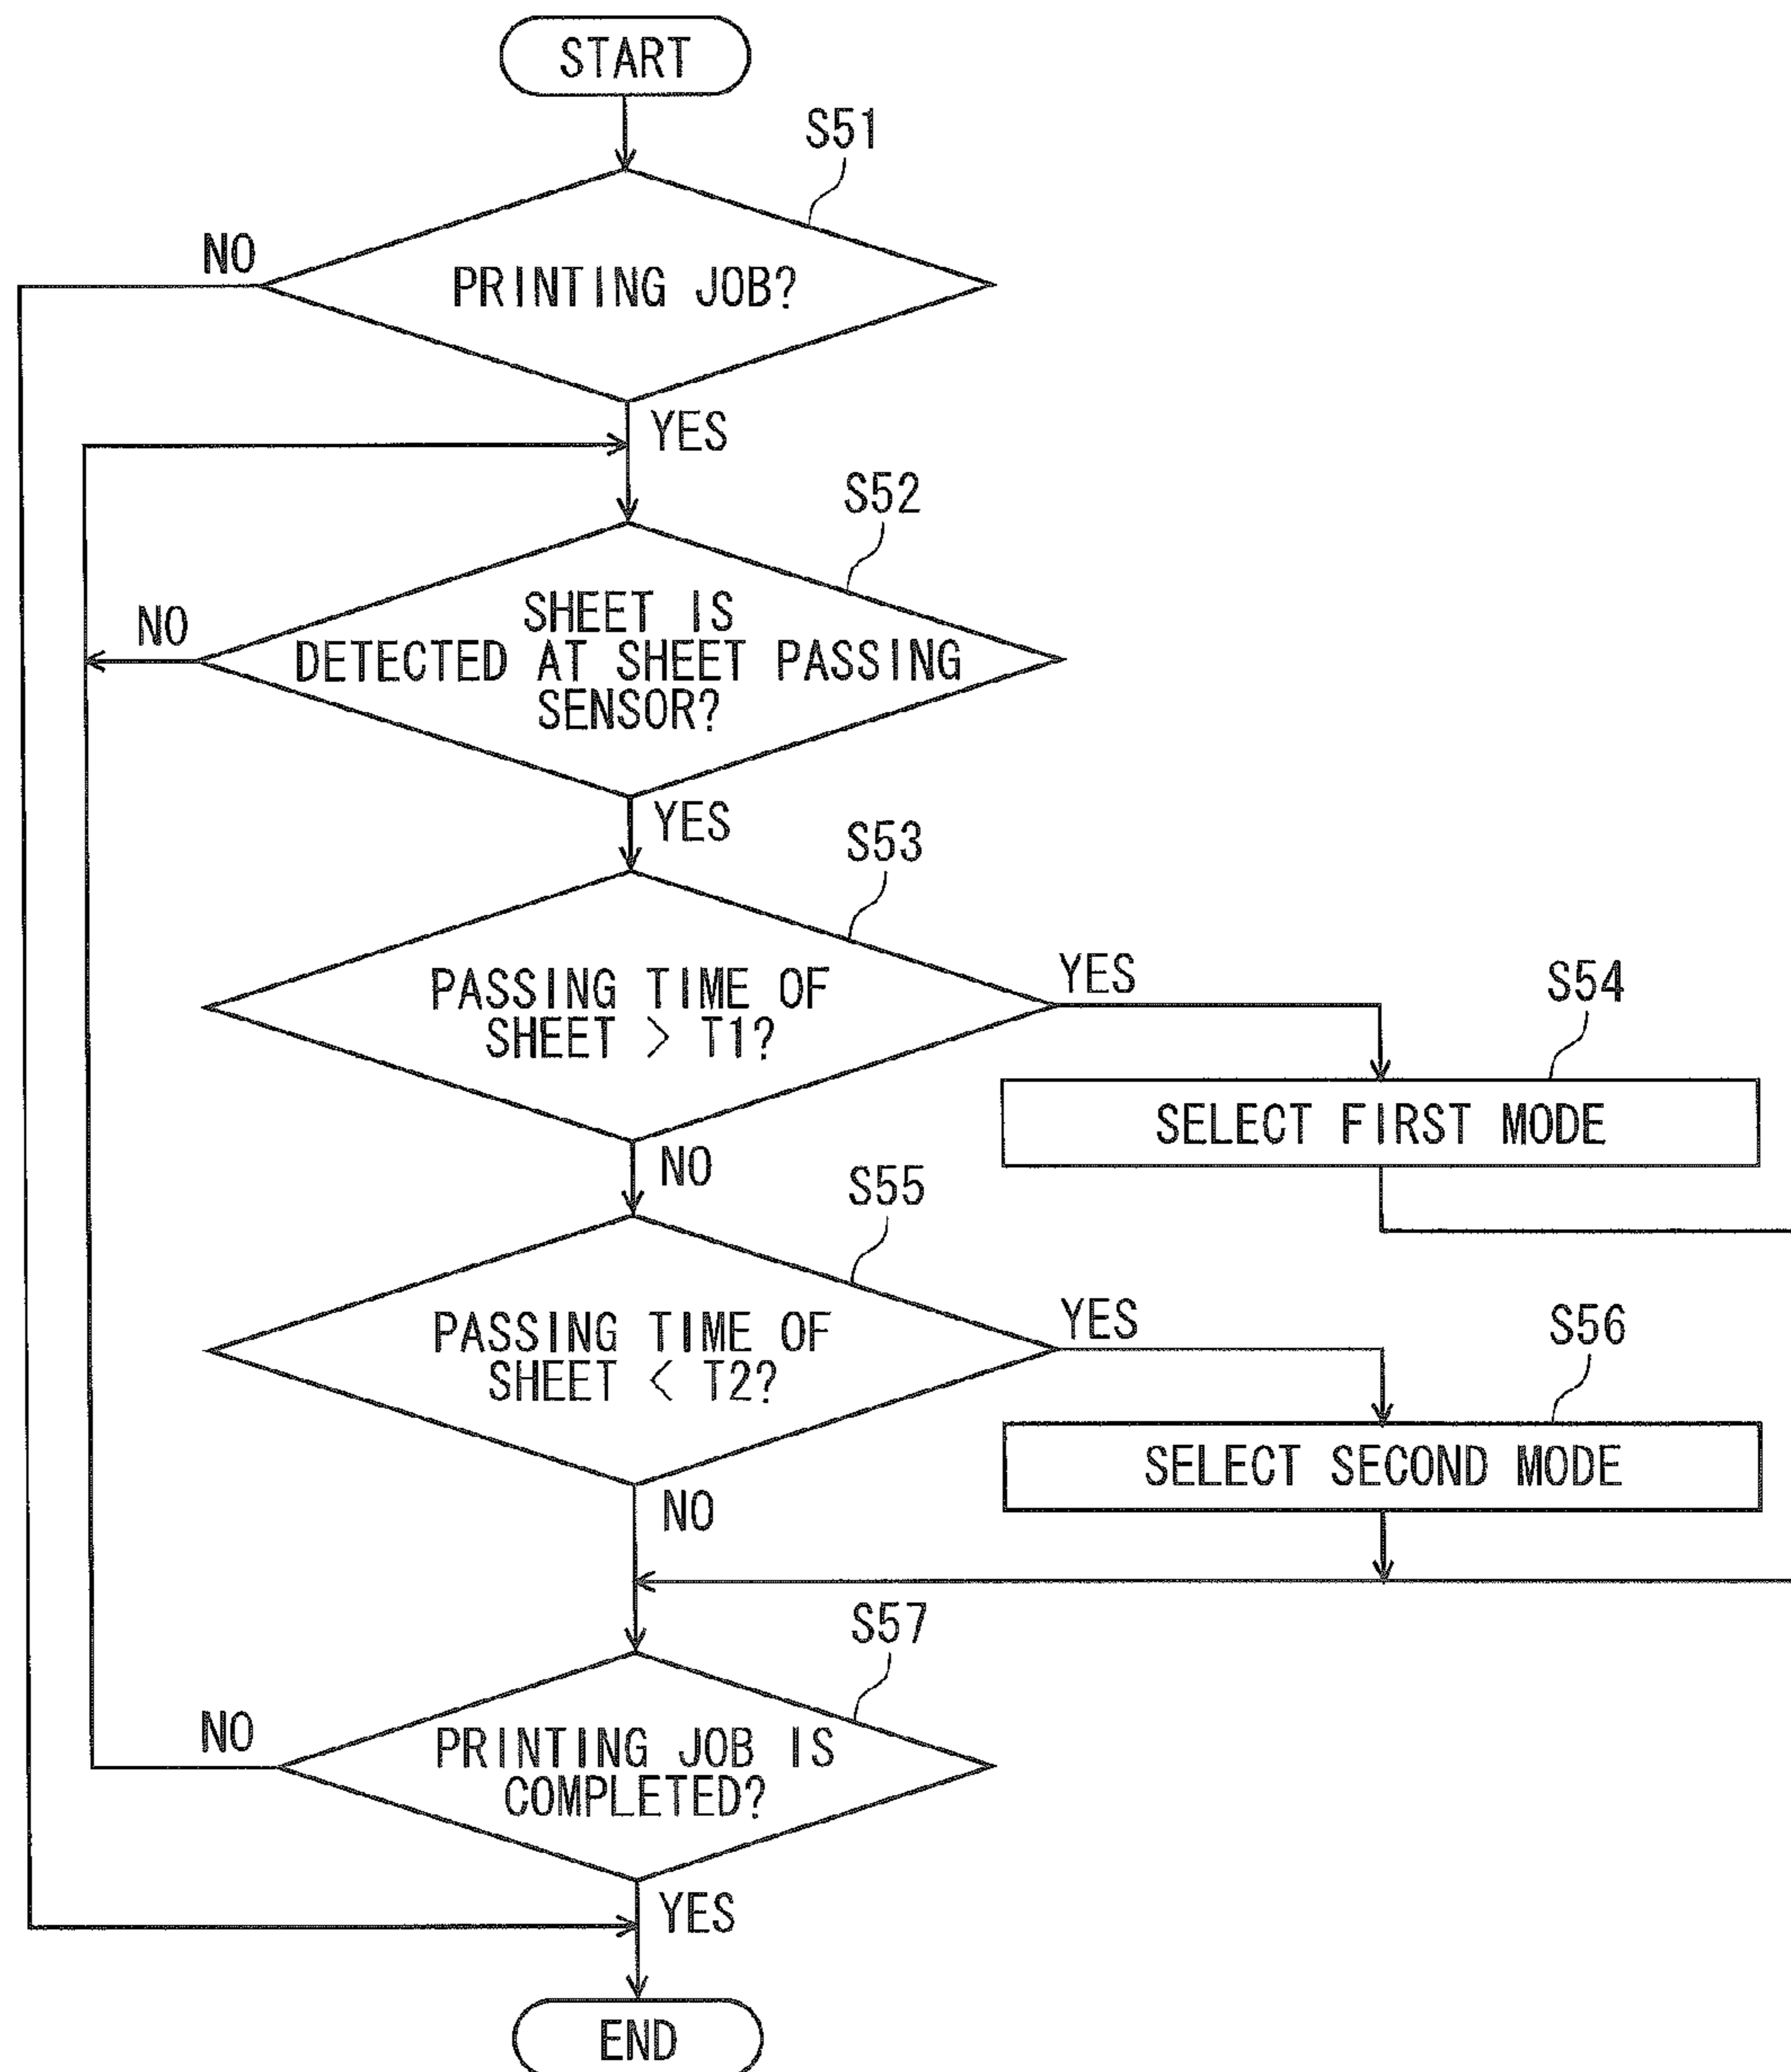 START
S51
NO
PRINTING JOB?
YES
S52
NO
SHEET IS
DETECTED AT SHEET PASSING
SENSOR?
YES
S53
PASSING TIME OF
SHEET > T1?
YES
S54
SELECT FIRST MODE
NO
S55
PASSING TIME OF
SHEET < T2?
YES
S56
SELECT SECOND MODE
NO
S57
NO
PRINTING JOB IS
COMPLETED?
YES
END